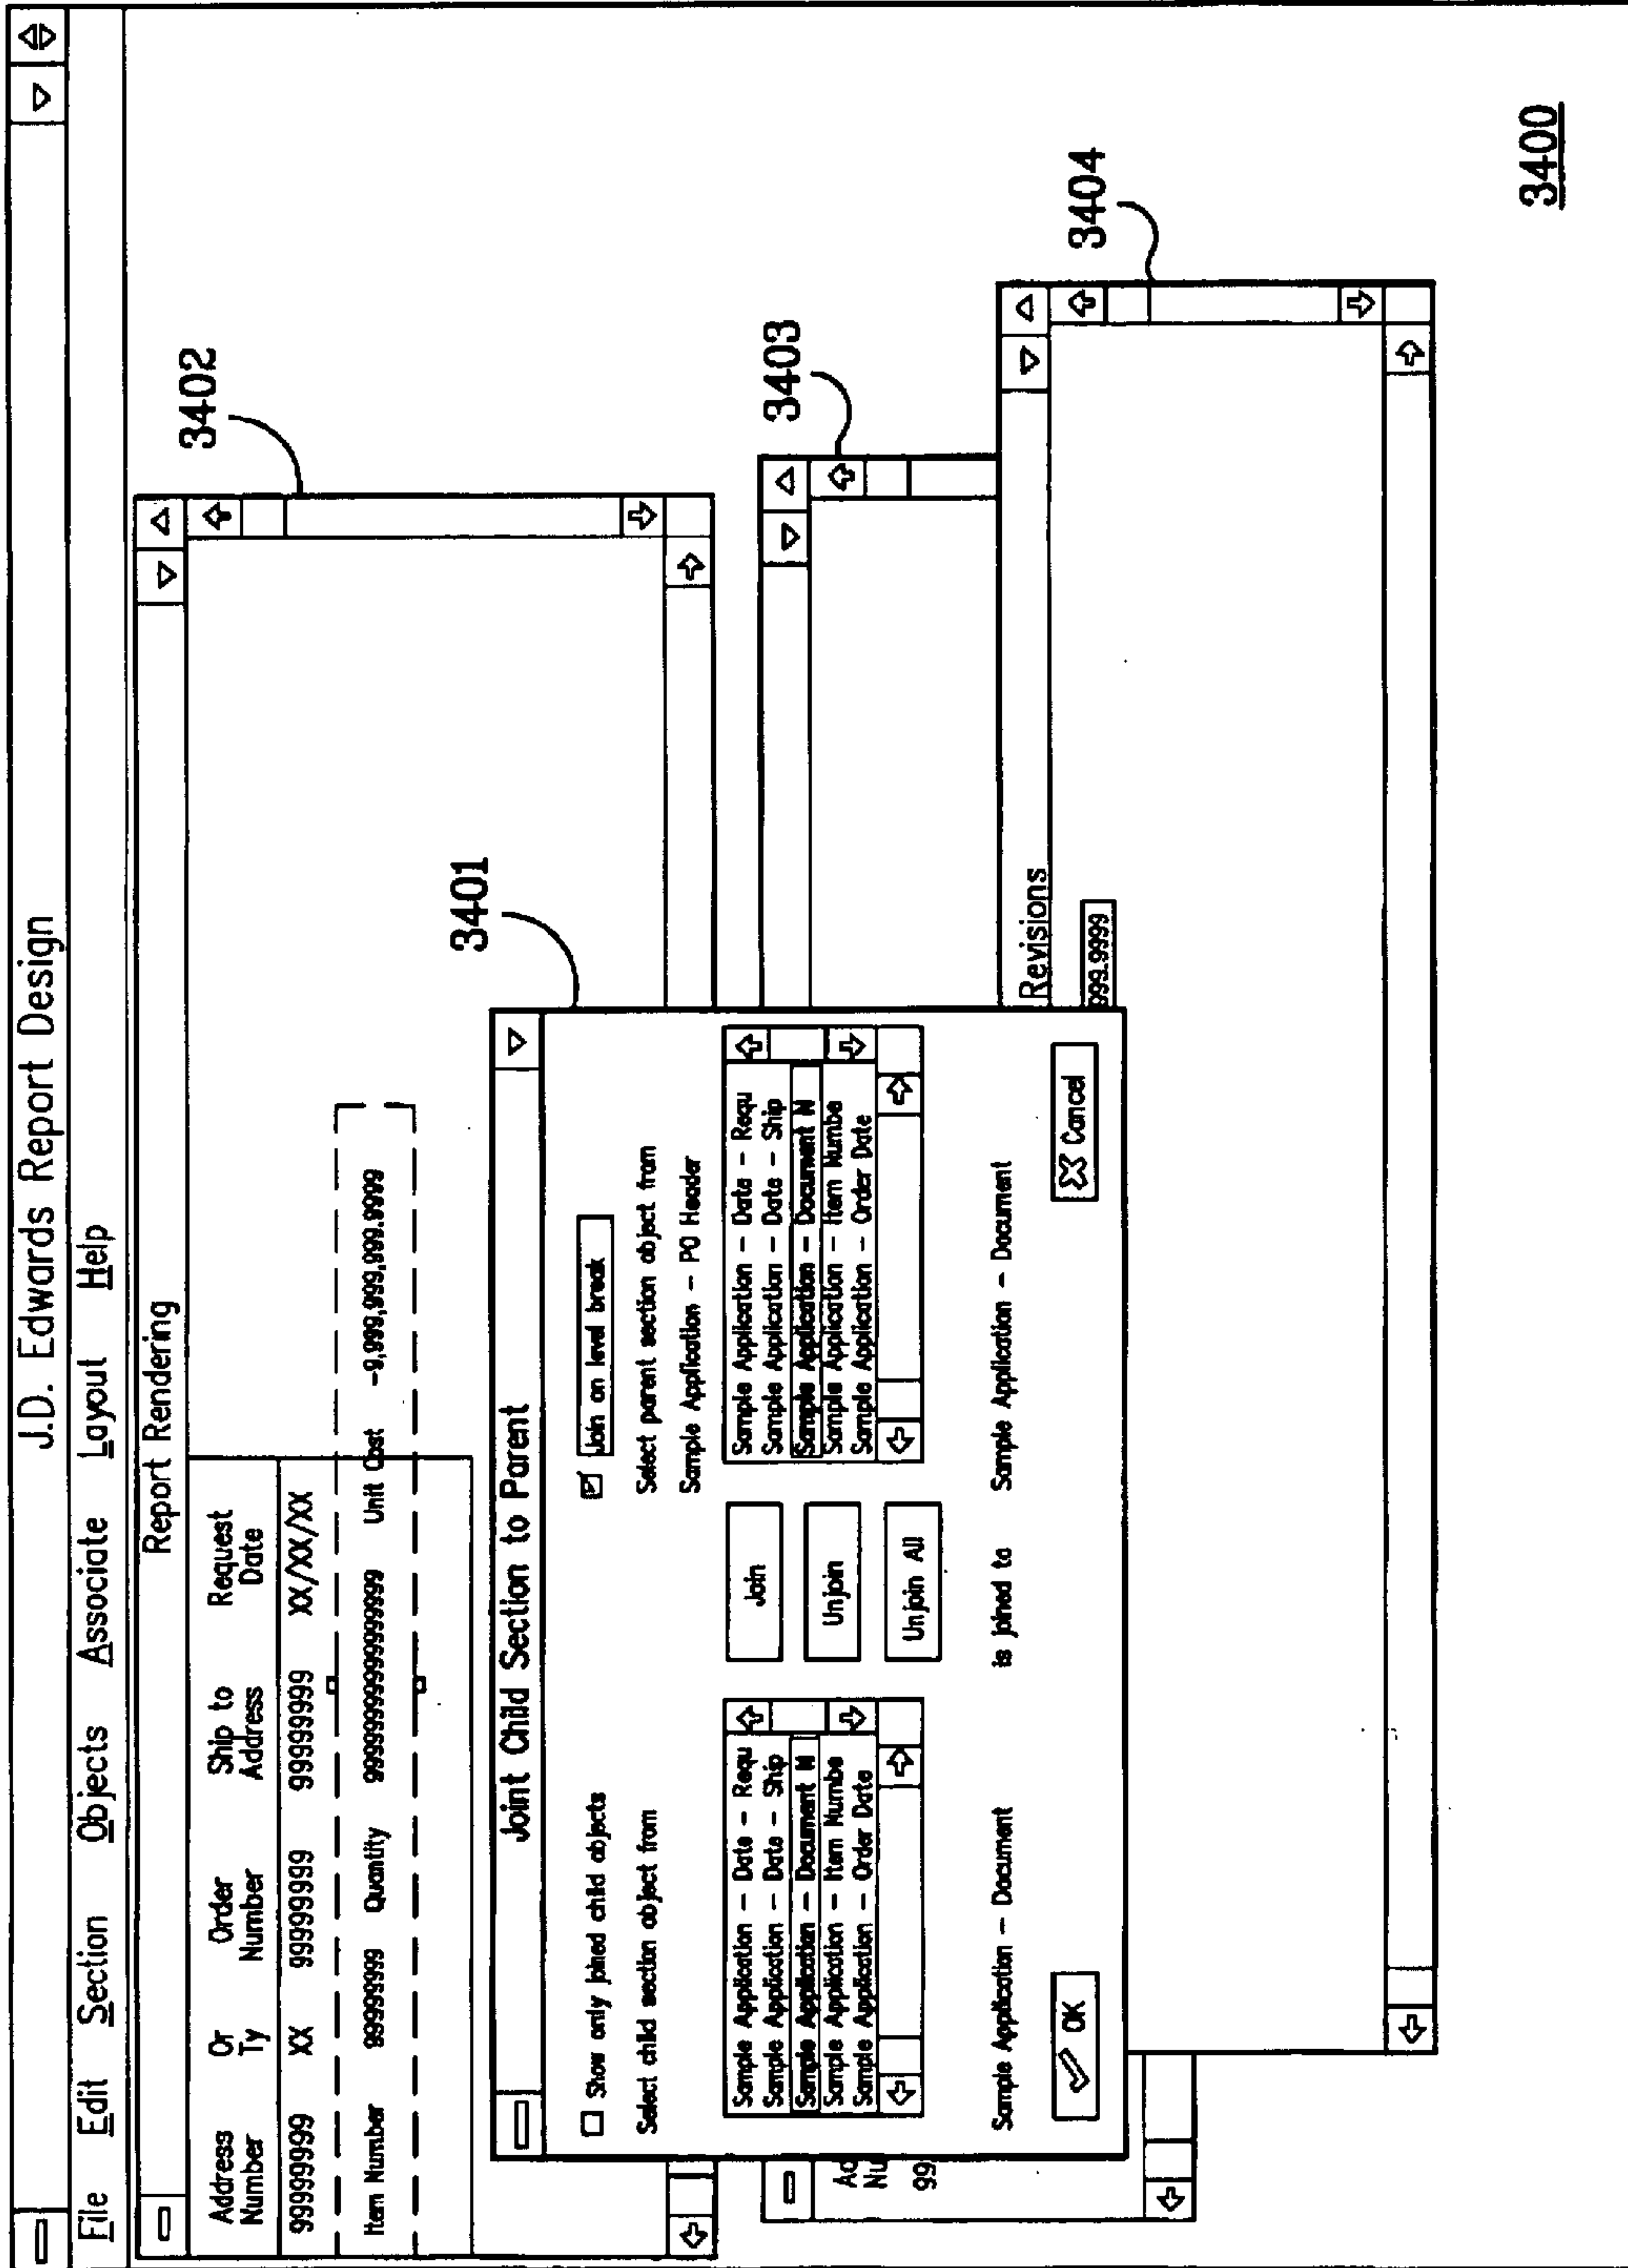 J.D. Edwards Report Design
File Edit Section Objects Associate Layout Help
Report Rendering
Address Number
Or Ty
Order Number
Ship to Address
Request Date
99999999 XX 99999999 99999999 XX/XX/XX
Item Number 99999999 Quantity Unit Cost -9,999,999,999.9999
3402
3401
Joint Child Section to Parent
Show only joined child objects
Join on level break
Select child section object from
Select parent section object from
Sample Application - PO Header
Sample Application - Date - Requ
Sample Application - Date - Ship
Sample Application - Document N
Sample Application - Item Numbe
Sample Application - Order Date
Join
Unjoin
Unjoin All
Sample Application - Date - Requ
Sample Application - Date - Ship
Sample Application - Document N
Sample Application - Item Numbe
Sample Application - Order Date
Sample Application - Document is joined to Sample Application - Document
OK
Cancel
3403
Ad
Nu
99
Revisions
999.9999
3404
3400